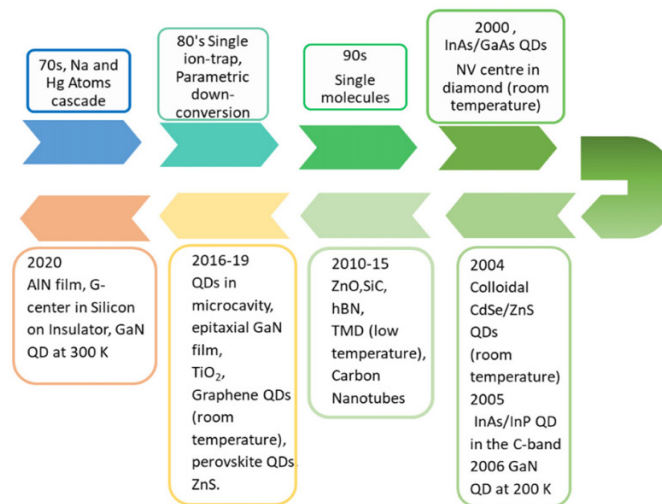 70s, Na and
Hg Atoms
cascade
80's Single
ion-trap,
Parametric
down-
conversion
90s
Single
molecules
2000 ,
InAs/GaAs QDs
NV centre in
diamond (room
temperature)
2004
Colloidal
CdSe/ZnS
QDs
(room
temperature)
2005
InAs/InP QD
in the C-band
2006 GaN
QD at 200 K
2010-15
ZnO,SiC,
hBN,
TMD (low
temperature),
Carbon
Nanotubes
2016-19
QDs in
microcavity,
epitaxial GaN
film,
TiO₂,
Graphene QDs
(room
temperature),
perovskite QDs.
ZnS.
2020
AlN film, G-
center in Silicon
on Insulator, GaN
QD at 300 K